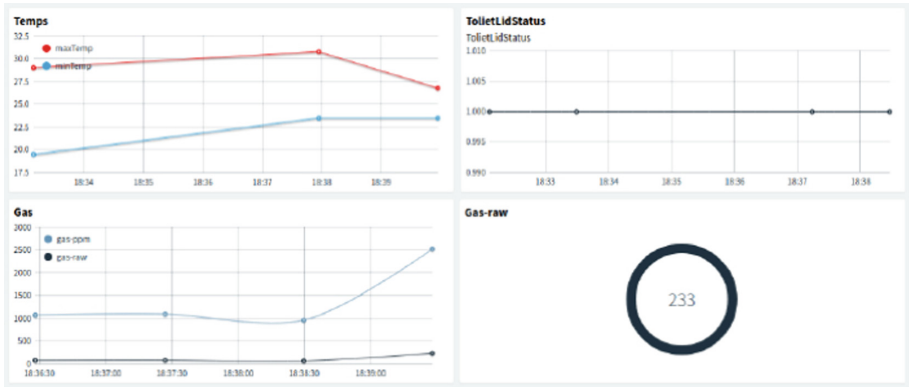 Temps
32.5
maxTemp
30.0
minTemp
27.5
25.0
22.5
20.0
17.5
18:34 18:35 18:36 18:37 18:38 18:39
TolietLidStatus
TolietLidStatus
1.010
1.005
1.000
0.995
0.990
18:33 18:34 18:35 18:36 18:37 18:38
Gas
3000
gas-ppm
2500
gas-raw
2000
1500
1000
500
0
18:36:30 18:37:00 18:37:30 18:38:00 18:38:30 18:39:00
Gas-raw
233